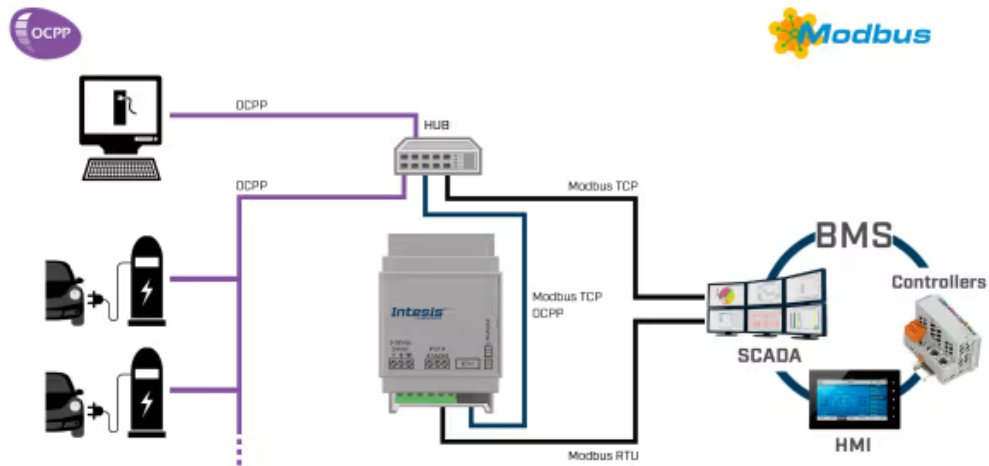 OCPP
Modbus
OCPP
HUB
OCPP
Modbus TCP
BMS
Controllers
Intesis
Modbus TCP
OCPP
SCADA
HMI
Modbus RTU